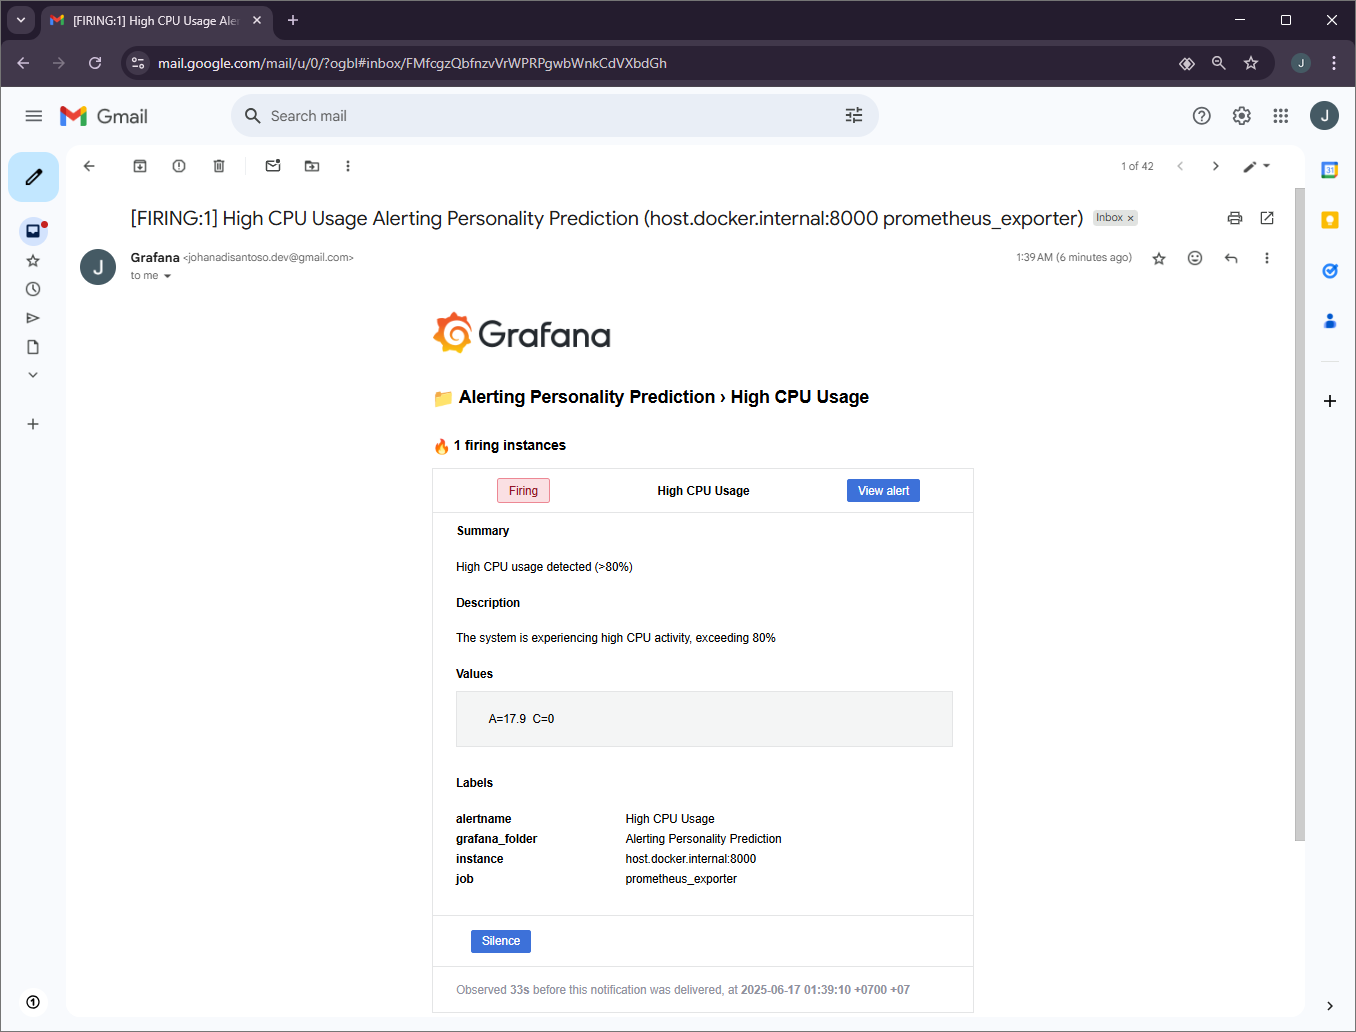 [FIRING:1] High CPU Usage Ale
mail.google.com/mail/u/0/?ogbl#inbox/FMfcgzQbfnzvVrWPRPgwbWnkCdVXbdGh
J
Gmail
Search mail
J
1 of 42
31
[FIRING:1] High CPU Usage Alerting Personality Prediction (host.docker.internal:8000 prometheus_exporter)
Inbox ×
J
Grafana <johanadisantoso.dev@gmail.com>
1:39 AM (6 minutes ago)
to me
Grafana
Alerting Personality Prediction › High CPU Usage
1 firing instances
Firing
High CPU Usage
View alert
Summary
High CPU usage detected (>80%)
Description
The system is experiencing high CPU activity, exceeding 80%
Values
A=17.9 C=0
Labels
alertname High CPU Usage
grafana_folder Alerting Personality Prediction
instance host.docker.internal:8000
job prometheus_exporter
Silence
Observed 33s before this notification was delivered, at 2025-06-17 01:39:10 +0700 +07
1